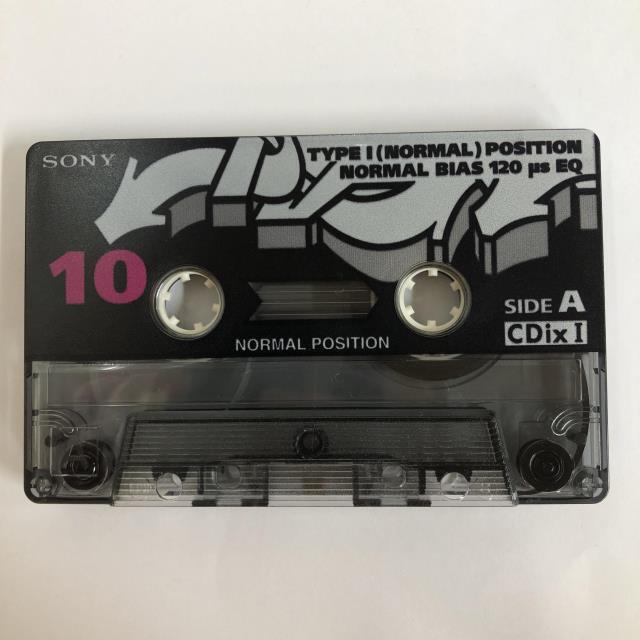 SONY
TYPE I (NORMAL) POSITION
NORMAL BIAS 120 µs EQ
10
SIDE A
CDix I
NORMAL POSITION